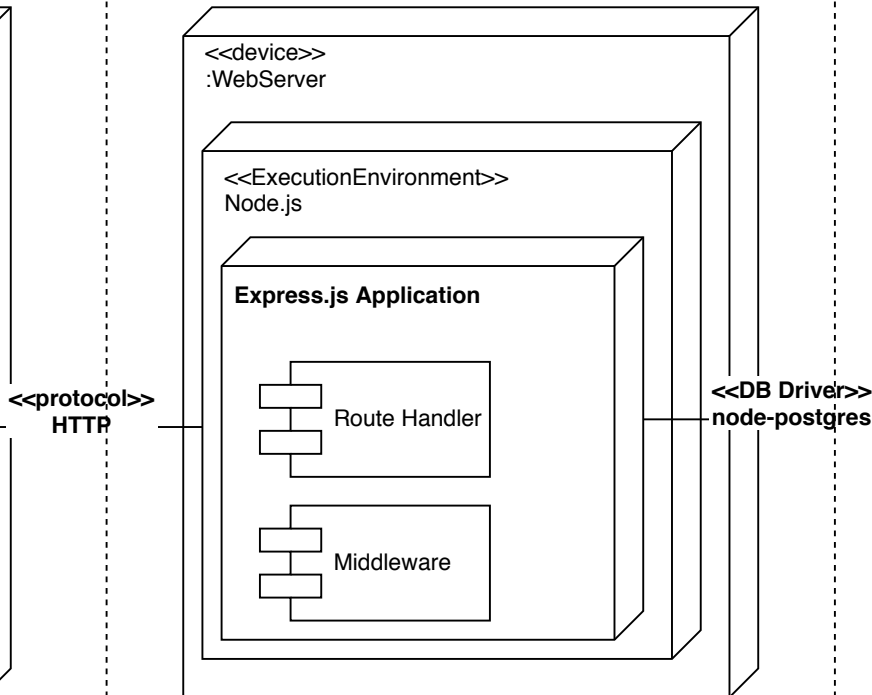 <<device>>
:WebServer
<<ExecutionEnvironment>>
Node.js
Express.js Application
Route Handler
Middleware
<<protocol>>
HTTP
<<DB Driver>>
node-postgres